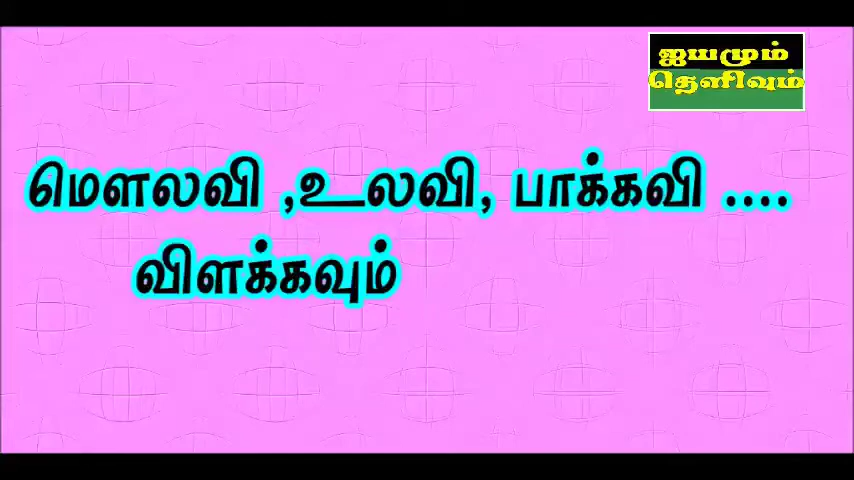 ஐயமும்
தெளிவும்
மௌலவி ,உலவி, பாக்கவி ....
விளக்கவும்